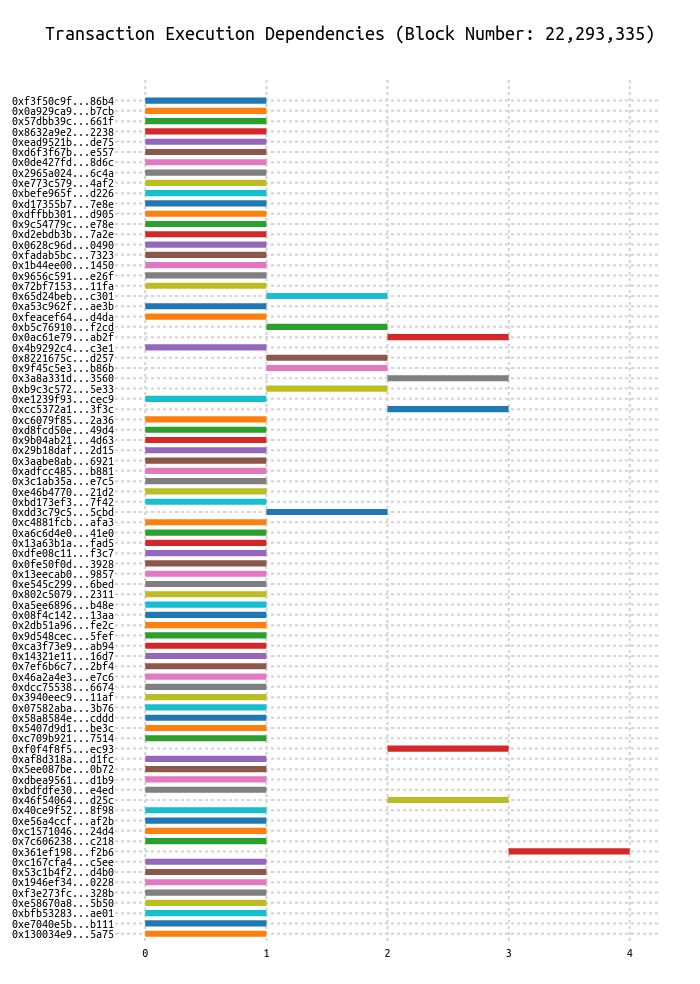 Transaction Execution Dependencies (Block Number: 22,293,335)
0xf3f50c9f...86b4
0x0a929ca9...b7cb
0x57dbb39c...661f
0x8632a9e2...2238
0xead9521b...de75
0xd6f3f67b...e557
0x0de427fd...8d6c
0x2965a024...6c4a
0xe773c579...4af2
0xbefe965f...d226
0xd17355b7...7e8e
0xdffbb301...d905
0x9c54779c...e78e
0xd2ebdb3b...7a2e
0x0628c96d...0490
0xfadab5bc...7323
0x1b44ee00...1450
0x9656c591...e26f
0x72bf7153...11fa
0x65d24beb...c301
0xa53c962f...ae3b
0xfeacef64...d4da
0xb5c76910...f2cd
0x0ac61e79...ab2f
0x4b9292c4...c3e1
0x8221675c...d257
0x9f45c5e3...b86b
0x3a8a331d...3560
0xb9c3c572...5e33
0xe1239f93...cec9
0xcc5372a1...3f3c
0xc6079f85...2a36
0xd8fcd50e...49d4
0x9b04ab21...4d63
0x29b18daf...2d15
0x3aabe8ab...6921
0xadfcc485...b881
0x3c1ab35a...e7c5
0xe46b4770...21d2
0xbd173ef3...7f42
0xdd3c79c5...5cbd
0xc4881fcb...afa3
0xa6c6d4e0...41e0
0x13a63b1a...fad5
0xdfe08c11...f3c7
0x0fe50f0d...3928
0x13eecab0...9857
0xe545c299...6bed
0x802c5079...2311
0xa5ee6896...b48e
0x08f4c142...13aa
0x2db51a96...fe2c
0x9d548cec...5fef
0xca3f73e9...ab94
0x14321e11...16d7
0x7ef6b6c7...2bf4
0x46a2a4e3...e7c6
0xdcc75538...6674
0x3940eec9...11af
0x07582aba...3b76
0x58a8584e...cddd
0x5407d9d1...be3c
0xc709b921...7514
0xf0f4f8f5...ec93
0xaf8d318a...d1fc
0x5ee087be...0b72
0xdbea9561...d1b9
0xbdfdfe30...e4ed
0x46f54064...d25c
0x40ce9f52...8f98
0xe56a4ccf...af2b
0xc1571046...24d4
0x7c606238...c218
0x361ef198...f2b6
0xc167cfa4...c5ee
0x53c1b4f2...d4b0
0x1946ef34...0228
0xf3e273fc...328b
0xe58670a8...5b50
0xbfb53283...ae01
0xe7040e5b...b111
0x130034e9...5a75
0 1 2 3 4